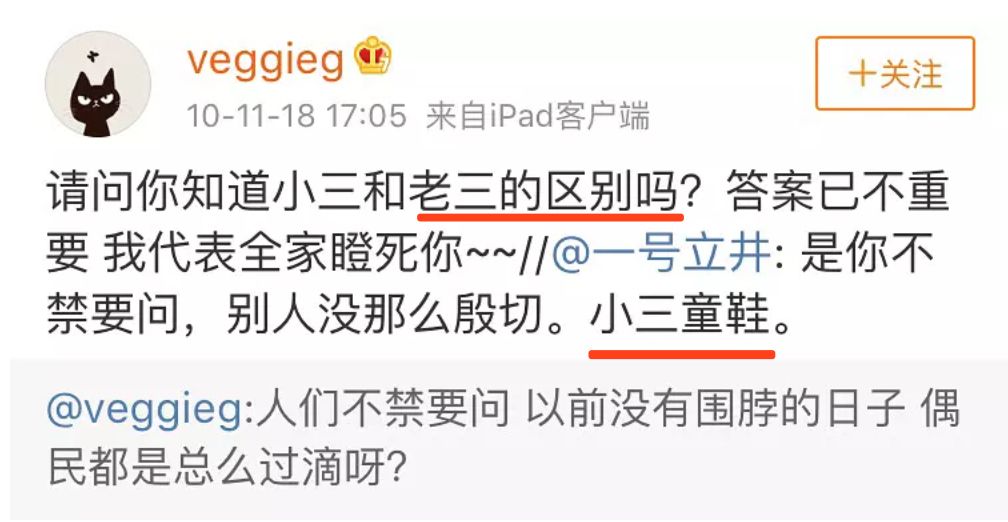 veggieg
十关注
10-11-18 17:05 来自iPad客户端
请问你知道小三和老三的区别吗？答案已不重
要 我代表全家瞪死你~~//@一号立井: 是你不
禁要问，别人没那么殷切。小三童鞋。
@veggieg:人们不禁要问 以前没有围脖的日子 偶
民都是总么过滴呀?